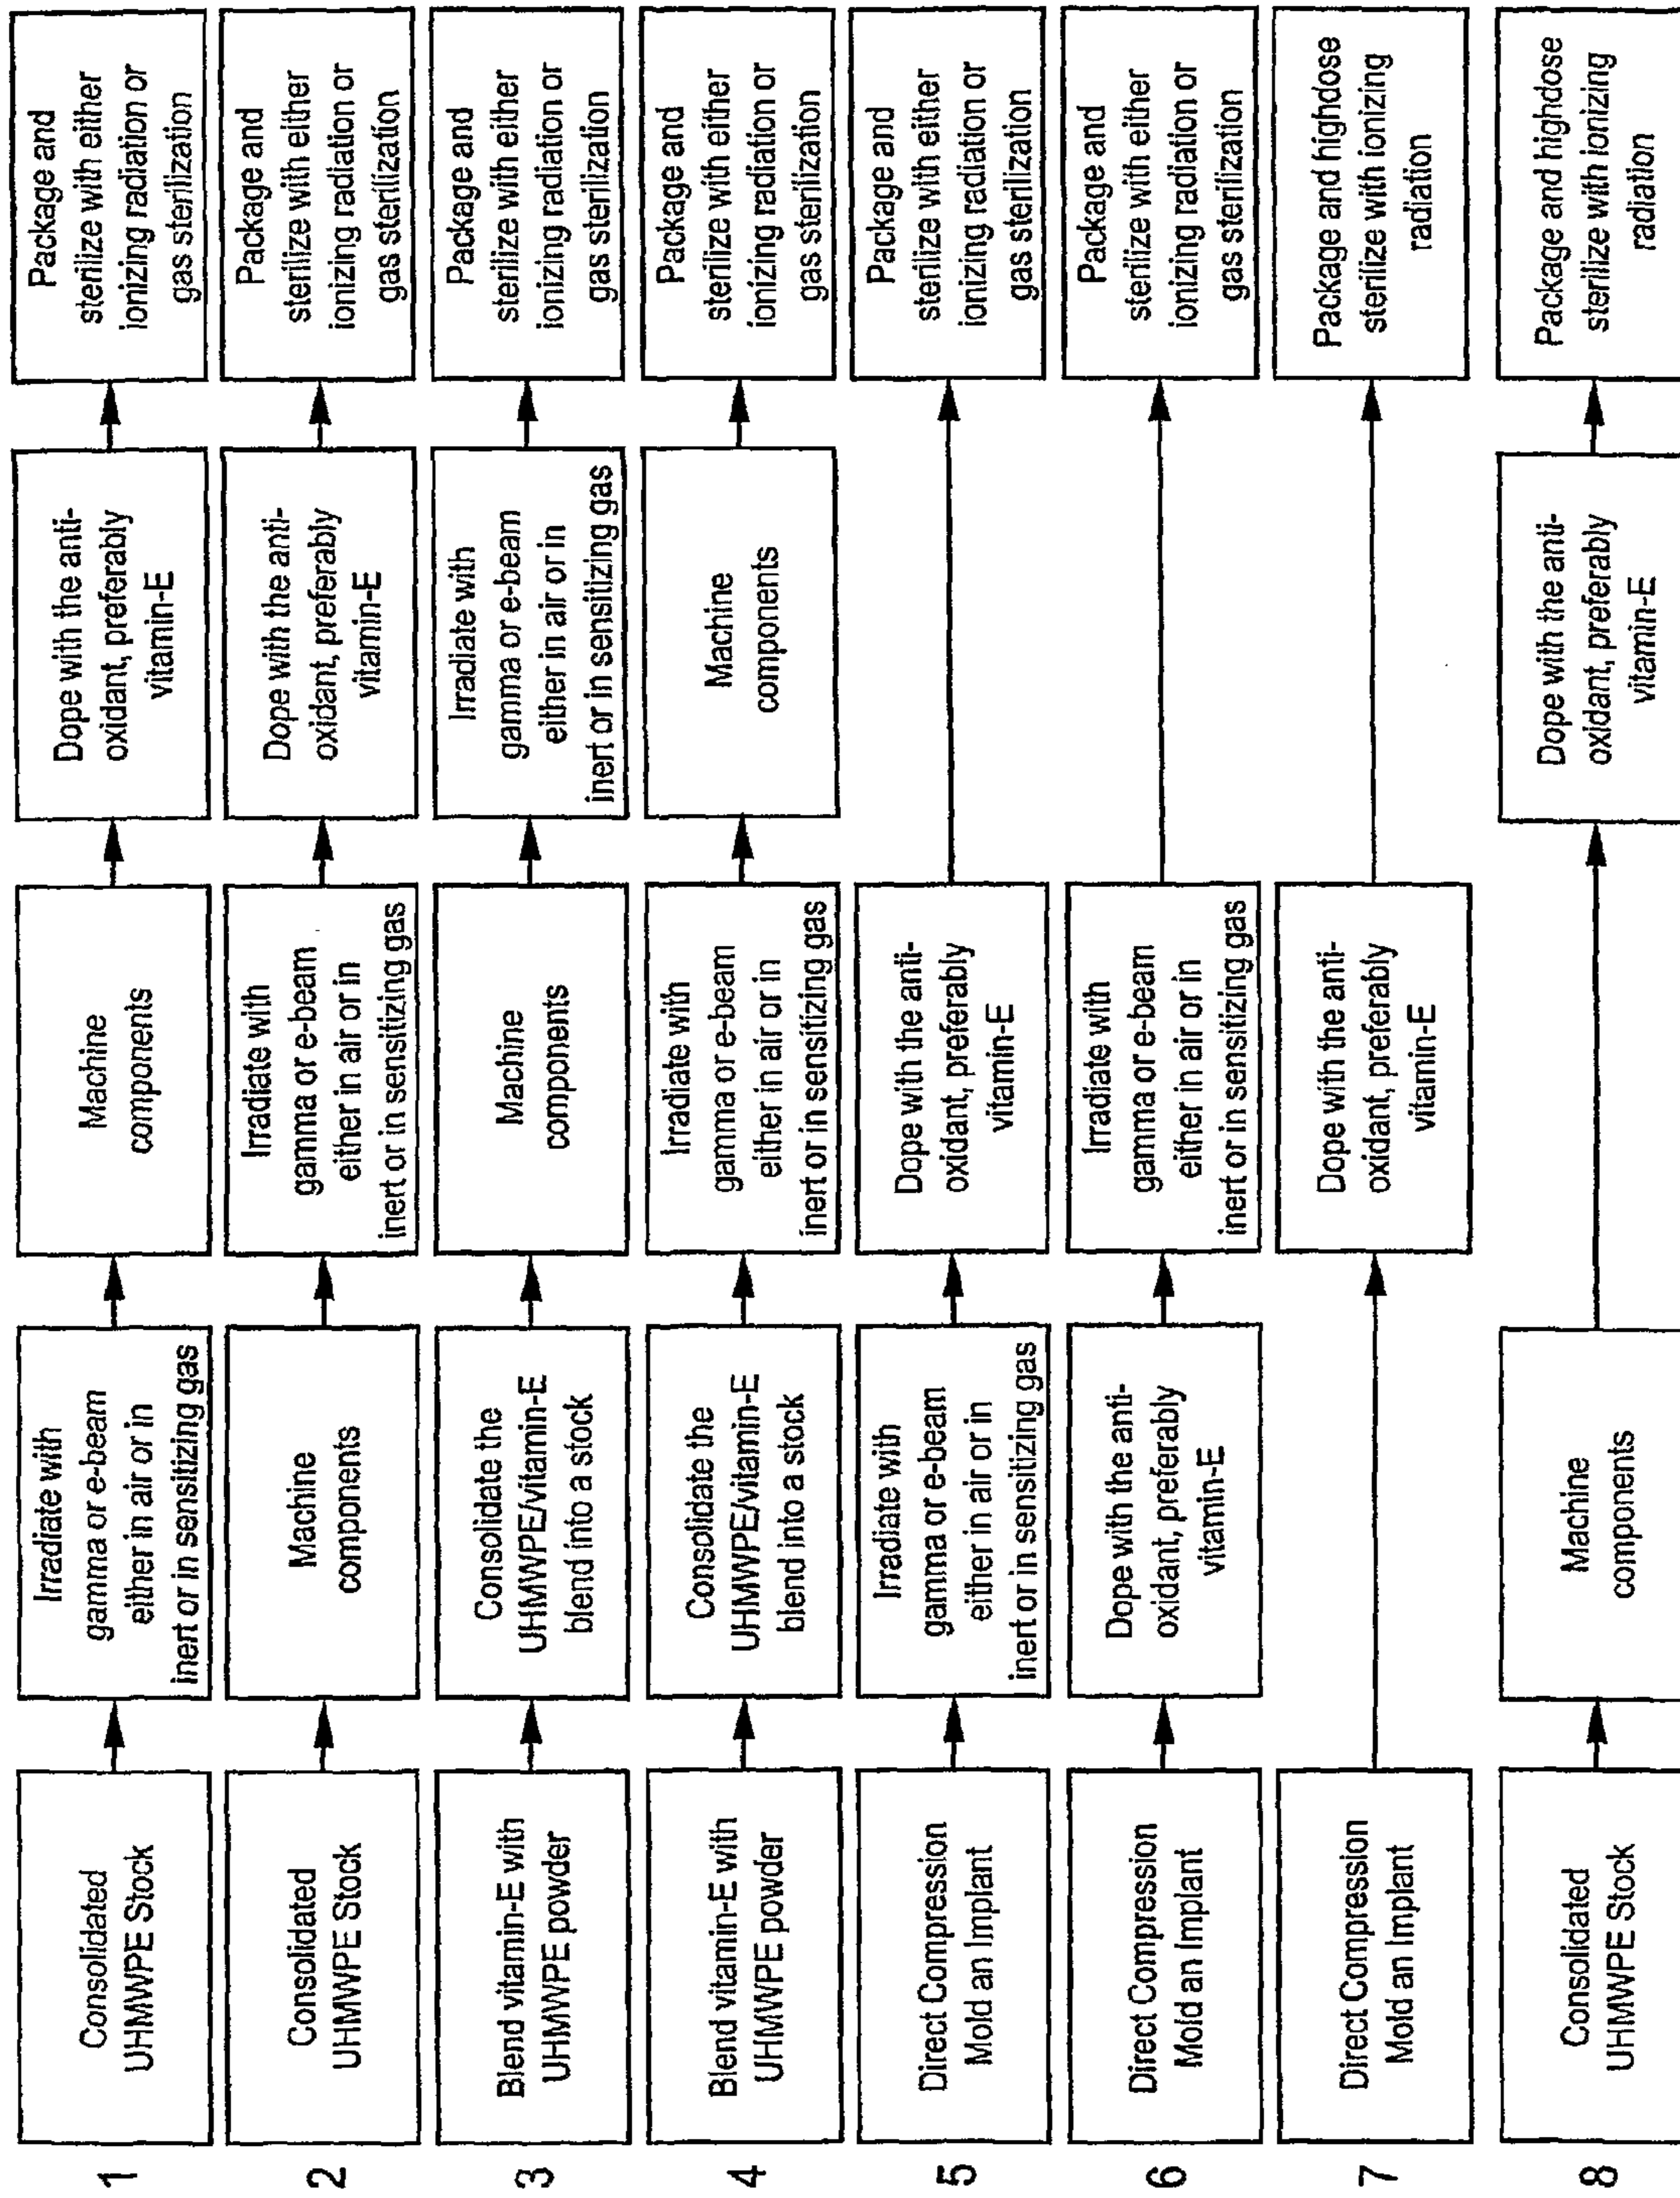 1
Consolidated
UHMWPE Stock
Irradiate with
gamma or e-beam
either in air or in
inert or in sensitizing gas
Machine
components
Dope with the anti-
oxidant, preferably
vitamin-E
Package and
sterilize with either
ionizing radiation or
gas sterilization
2
Consolidated
UHMWPE Stock
Machine
components
Irradiate with
gamma or e-beam
either in air or in
inert or in sensitizing gas
Dope with the anti-
oxidant, preferably
vitamin-E
Package and
sterilize with either
ionizing radiation or
gas sterilization
3
Blend vitamin-E with
UHMWPE powder
Consolidate the
UHMWPE/vitamin-E
blend into a stock
Machine
components
Irradiate with
gamma or e-beam
either in air or in
inert or in sensitizing gas
Package and
sterilize with either
ionizing radiation or
gas sterilization
4
Blend vitamin-E with
UHMWPE powder
Consolidate the
UHMWPE/vitamin-E
blend into a stock
Irradiate with
gamma or e-beam
either in air or in
inert or in sensitizing gas
Machine
components
Package and
sterilize with either
ionizing radiation or
gas sterilization
5
Direct Compression
Mold an Implant
Irradiate with
gamma or e-beam
either in air or in
inert or in sensitizing gas
Dope with the anti-
oxidant, preferably
vitamin-E
Package and
sterilize with either
ionizing radiation or
gas sterilization
6
Direct Compression
Mold an Implant
Dope with the anti-
oxidant, preferably
vitamin-E
Irradiate with
gamma or e-beam
either in air or in
inert or in sensitizing gas
Package and
sterilize with either
ionizing radiation or
gas sterilization
7
Direct Compression
Mold an Implant
Dope with the anti-
oxidant, preferably
vitamin-E
Package and highdose
sterilize with ionizing
radiation
8
Consolidated
UHMWPE Stock
Machine
components
Dope with the anti-
oxidant, preferably
vitamin-E
Package and highdose
sterilize with ionizing
radiation